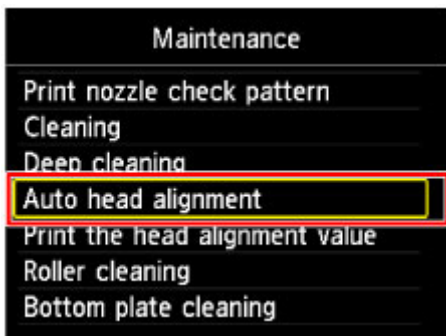 Maintenance
Print nozzle check pattern
Cleaning
Deep cleaning
Auto head alignment
Print the head alignment value
Roller cleaning
Bottom plate cleaning